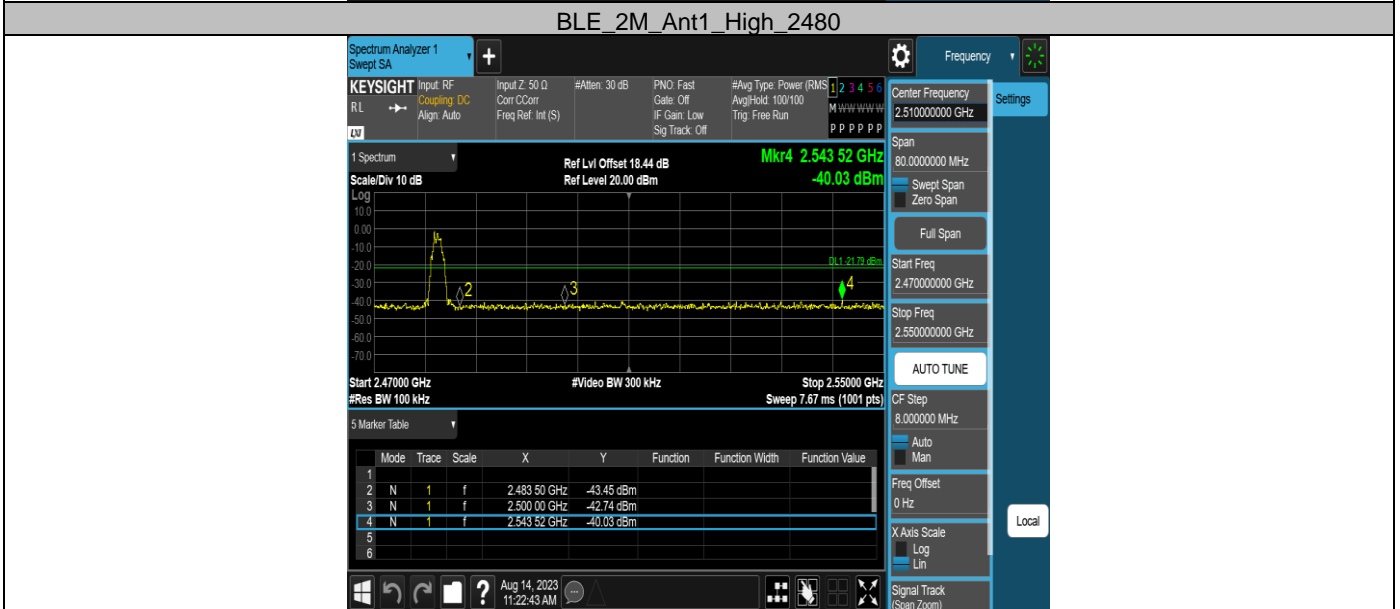 BLE_2M_Ant1_High_2480
Spectrum Analyzer 1
Swept SA
+
Frequency
KEYSIGHT
RL
LXI
Input: RF
Coupling: DC
Align: Auto
Input Z: 50 Ω
Corr CCorr
Freq Ref: Int (S)
#Atten: 30 dB
PNO: Fast
Gate: Off
IF Gain: Low
Sig Track: Off
#Avg Type: Power (RMS
Avg|Hold: 100/100
Trig: Free Run
1 2 3 4 5 6
M W W W W W
P P P P P P
1 Spectrum
Scale/Div 10 dB
Ref Lvl Offset 18.44 dB
Ref Level 20.00 dBm
Mkr4 2.543 52 GHz
-40.03 dBm
Log
10.0
0.00
-10.0
-20.0
-30.0
-40.0
-50.0
-60.0
-70.0
DL1 -21.79 dBm
2
3
4
Start 2.47000 GHz
#Res BW 100 kHz
#Video BW 300 kHz
Stop 2.55000 GHz
Sweep 7.67 ms (1001 pts)
5 Marker Table
Mode Trace Scale X Y Function Function Width Function Value
1
2 N 1 f 2.483 50 GHz -43.45 dBm
3 N 1 f 2.500 00 GHz -42.74 dBm
4 N 1 f 2.543 52 GHz -40.03 dBm
5
6
Center Frequency
2.510000000 GHz
Settings
Span
80.0000000 MHz
Swept Span
Zero Span
Full Span
Start Freq
2.470000000 GHz
Stop Freq
2.550000000 GHz
AUTO TUNE
CF Step
8.000000 MHz
Auto
Man
Freq Offset
0 Hz
X Axis Scale
Log
Lin
Local
Signal Track
(Span Zoom)
?
Aug 14, 2023
11:22:43 AM